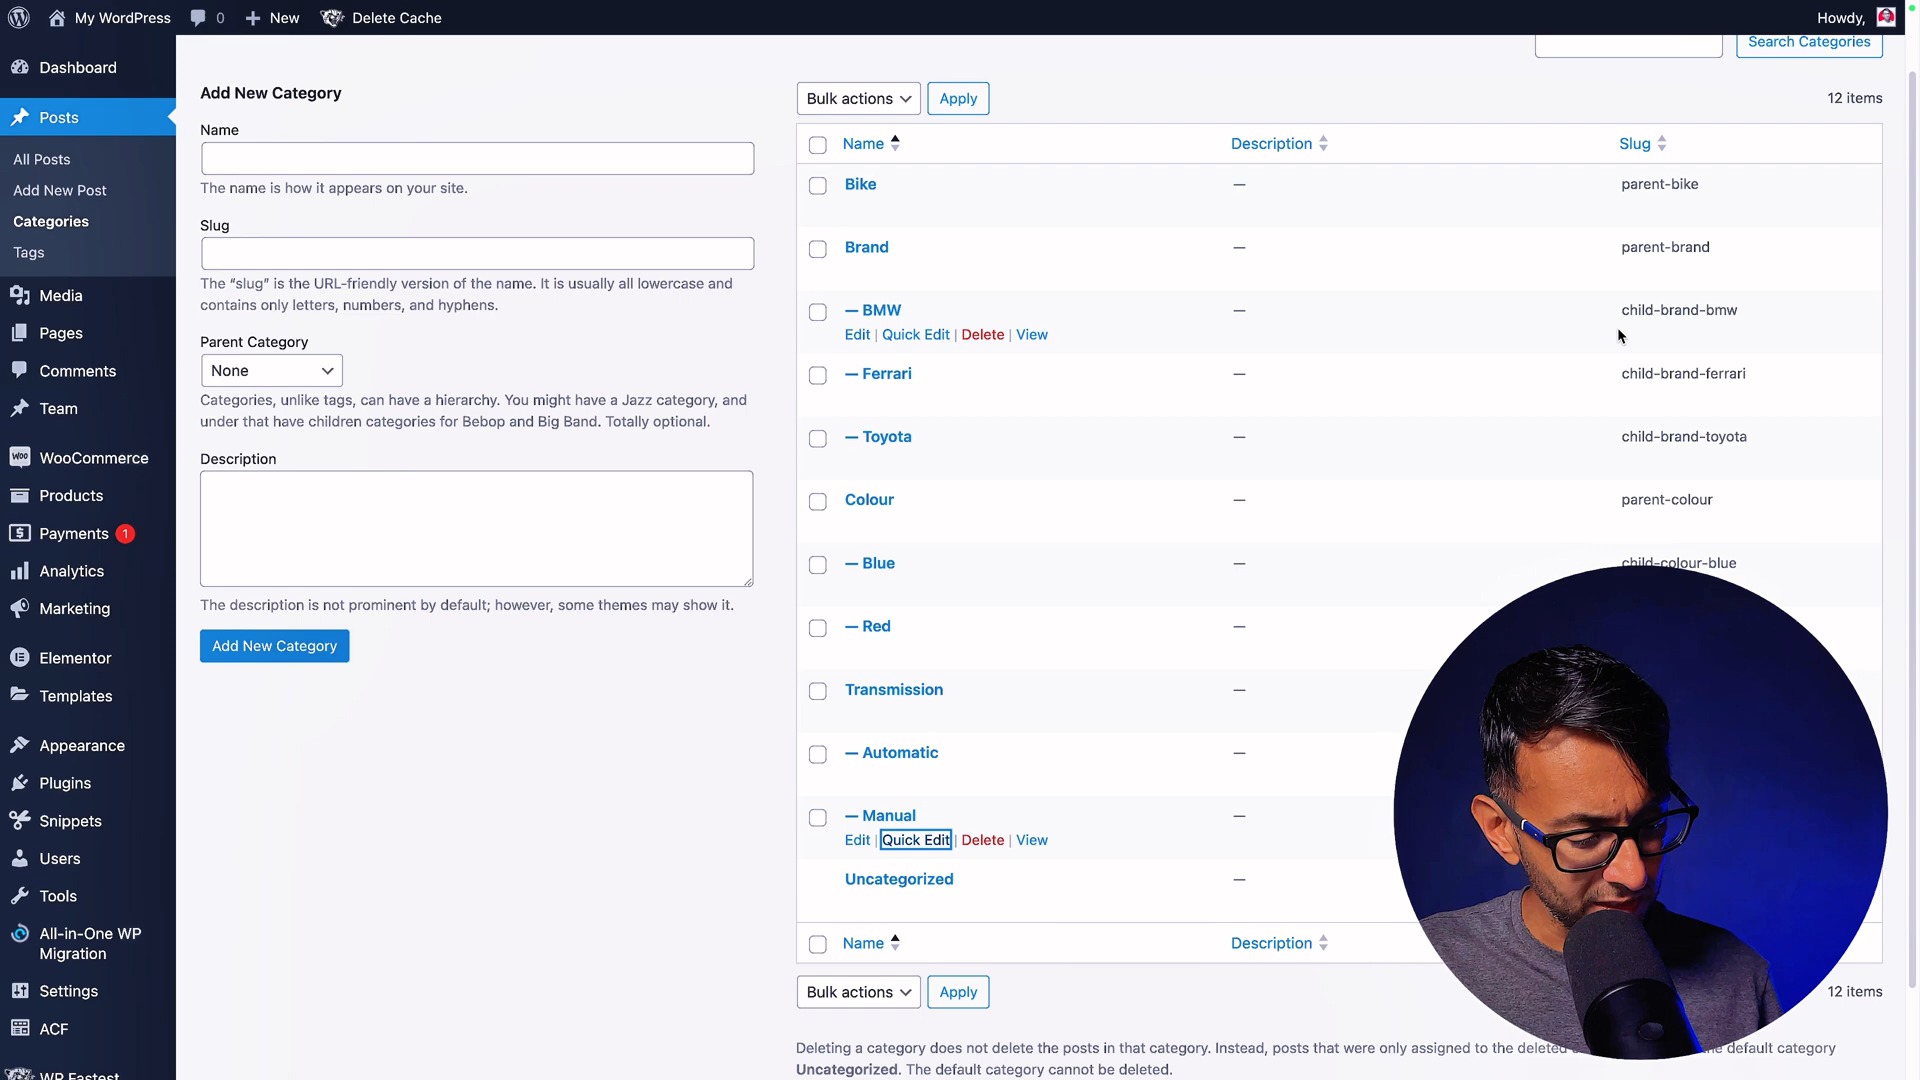 My WordPress
0
New
Delete Cache
Howdy,
Search Categories
Dashboard
Posts
All Posts
Add New Post
Categories
Tags
Media
Pages
Comments
Team
WooCommerce
Products
Payments 1
Analytics
Marketing
Elementor
Templates
Appearance
Plugins
Snippets
Users
Tools
All-in-One WP
Migration
Settings
ACF
WP Fastest
Add New Category
Name
The name is how it appears on your site.
Slug
The “slug” is the URL-friendly version of the name. It is usually all lowercase and
contains only letters, numbers, and hyphens.
Parent Category
None
Categories, unlike tags, can have a hierarchy. You might have a Jazz category, and
under that have children categories for Bebop and Big Band. Totally optional.
Description
The description is not prominent by default; however, some themes may show it.
Add New Category
Bulk actions
Apply
12 items
Name Description Slug
Bike — parent-bike
Brand — parent-brand
— BMW — child-brand-bmw
Edit | Quick Edit | Delete | View
— Ferrari child-brand-ferrari
— Toyota — child-brand-toyota
Colour — parent-colour
— Blue — child-colour-blue
— Red —
Transmission —
— Automatic —
— Manual —
Edit | Quick Edit | Delete | View
Uncategorized —
Name Description
Bulk actions
Apply
12 items
Deleting a category does not delete the posts in that category. Instead, posts that were only assigned to the deleted default category
Uncategorized. The default category cannot be deleted.